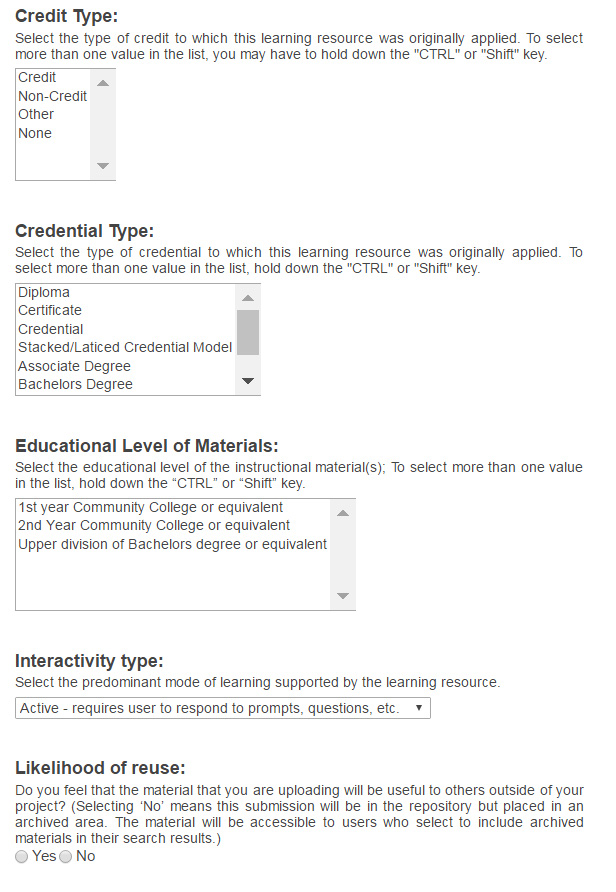 Credit Type:
Select the type of credit to which this learning resource was originally applied. To select
more than one value in the list, you may have to hold down the "CTRL" or "Shift" key.
Credit
Non-Credit
Other
None
Credential Type:
Select the type of credential to which this learning resource was originally applied. To
select more than one value in the list, hold down the "CTRL" or "Shift" key.
Diploma
Certificate
Credential
Stacked/Laticed Credential Model
Associate Degree
Bachelors Degree
Educational Level of Materials:
Select the educational level of the instructional material(s); To select more than one value
in the list, hold down the “CTRL” or “Shift” key.
1st year Community College or equivalent
2nd Year Community College or equivalent
Upper division of Bachelors degree or equivalent
Interactivity type:
Select the predominant mode of learning supported by the learning resource.
Active - requires user to respond to prompts, questions, etc.
Likelihood of reuse:
Do you feel that the material that you are uploading will be useful to others outside of your
project? (Selecting ‘No’ means this submission will be in the repository but placed in an
archived area. The material will be accessible to users who select to include archived
materials in their search results.)
Yes No